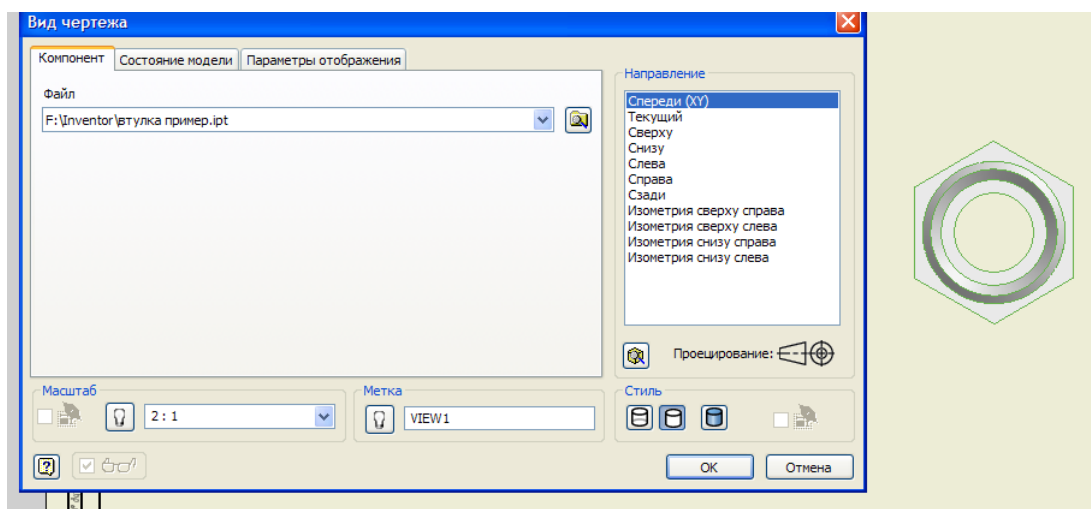 Вид чертежа
Компонент Состояние модели Параметры отображения
Файл
F:\Inventor\втулка пример.ipt
Направление
Спереди (XY)
Текущий
Сверху
Снизу
Слева
Справа
Сзади
Изометрия сверху справа
Изометрия сверху слева
Изометрия снизу справа
Изометрия снизу слева
Проецирование:
Масштаб
2 : 1
Метка
VIEW1
Стиль
ОК
Отмена